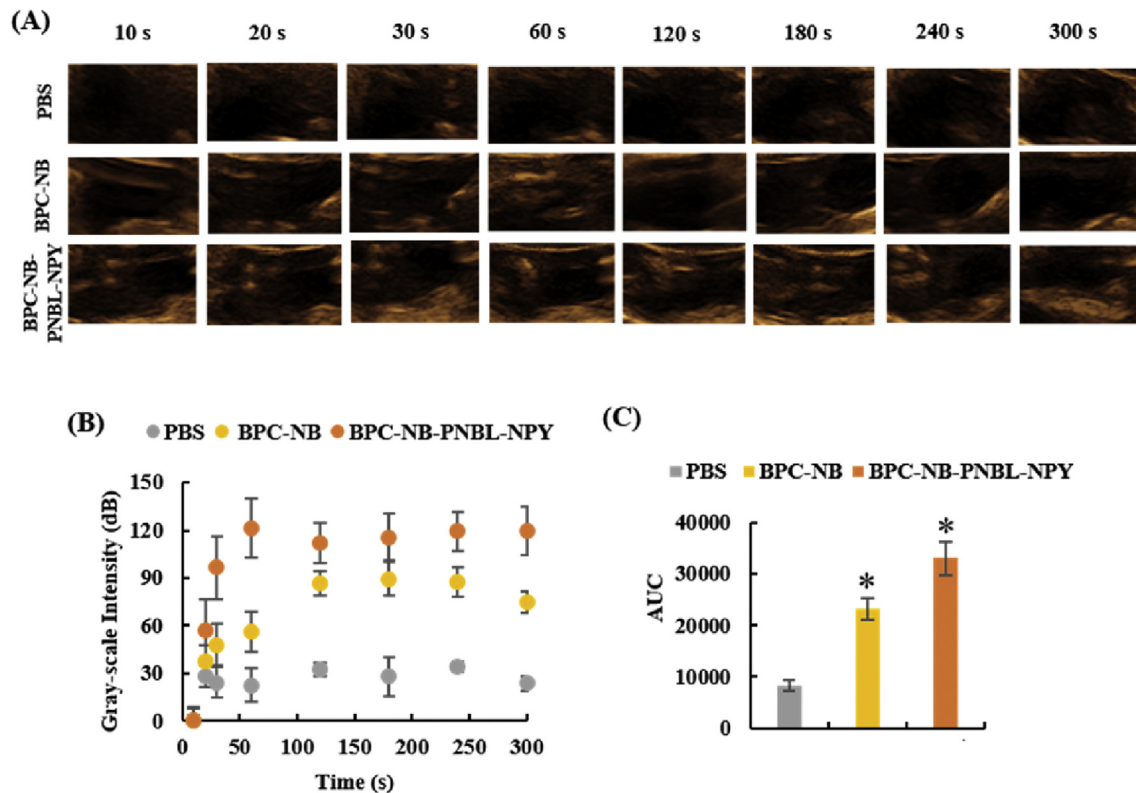 (A)
10 s 20 s 30 s 60 s 120 s 180 s 240 s 300 s
PBS
BPC-NB
BPC-NB-
PNBL-NPY
(B)
PBS BPC-NB BPC-NB-PNBL-NPY
Gray-scale Intensity (dB)
150
120
90
60
30
0
0 50 100 150 200 250 300
Time (s)
(C)
PBS BPC-NB BPC-NB-PNBL-NPY
AUC
40000
30000
20000
10000
0
* *